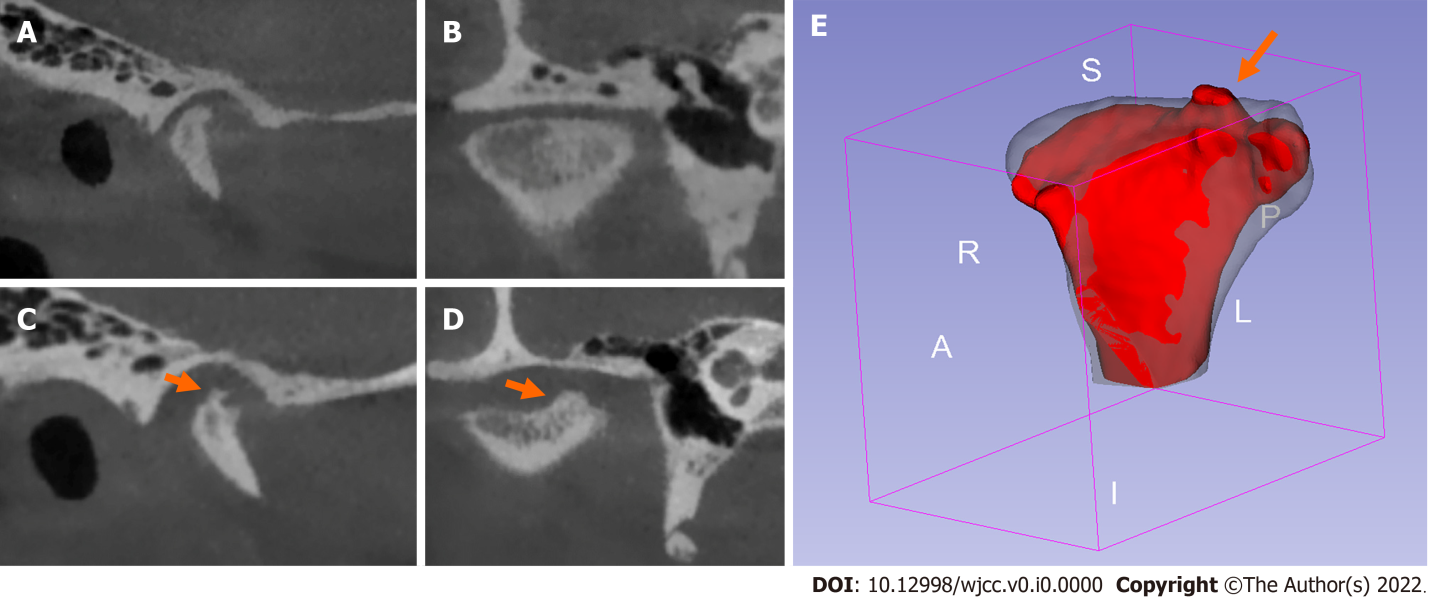 A
B
C
D
E
S
R
P
L
A
I
DOI: 10.12998/wjcc.v0.i0.0000 Copyright ©The Author(s) 2022.